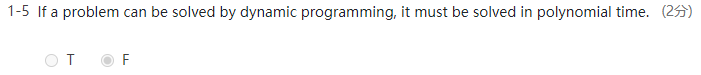 1-5 If a problem can be solved by dynamic programming, it must be solved in polynomial time. (2分)
T F